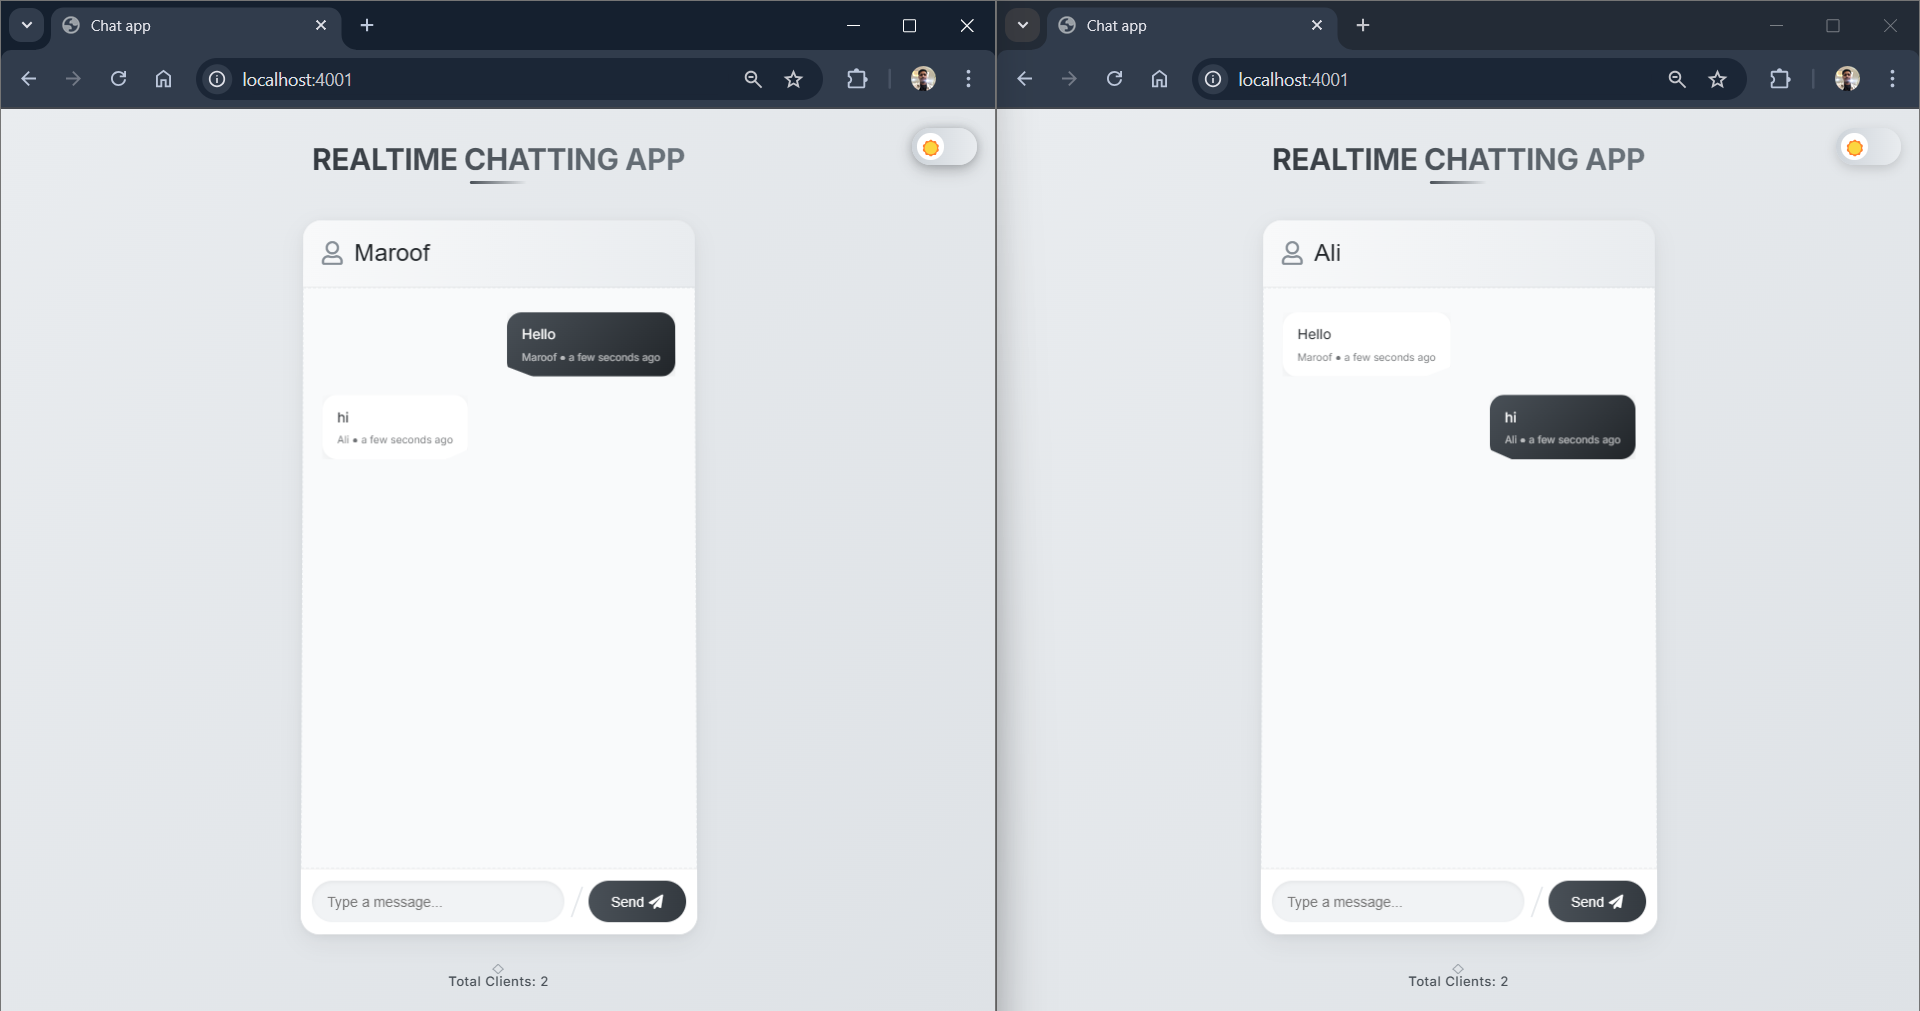 Chat app
localhost:4001
REALTIME CHATTING APP
Maroof
Hello
Maroof • a few seconds ago
hi
Ali • a few seconds ago
Type a message...
Send
Total Clients: 2
Chat app
localhost:4001
REALTIME CHATTING APP
Ali
Hello
Maroof • a few seconds ago
hi
Ali • a few seconds ago
Type a message...
Send
Total Clients: 2